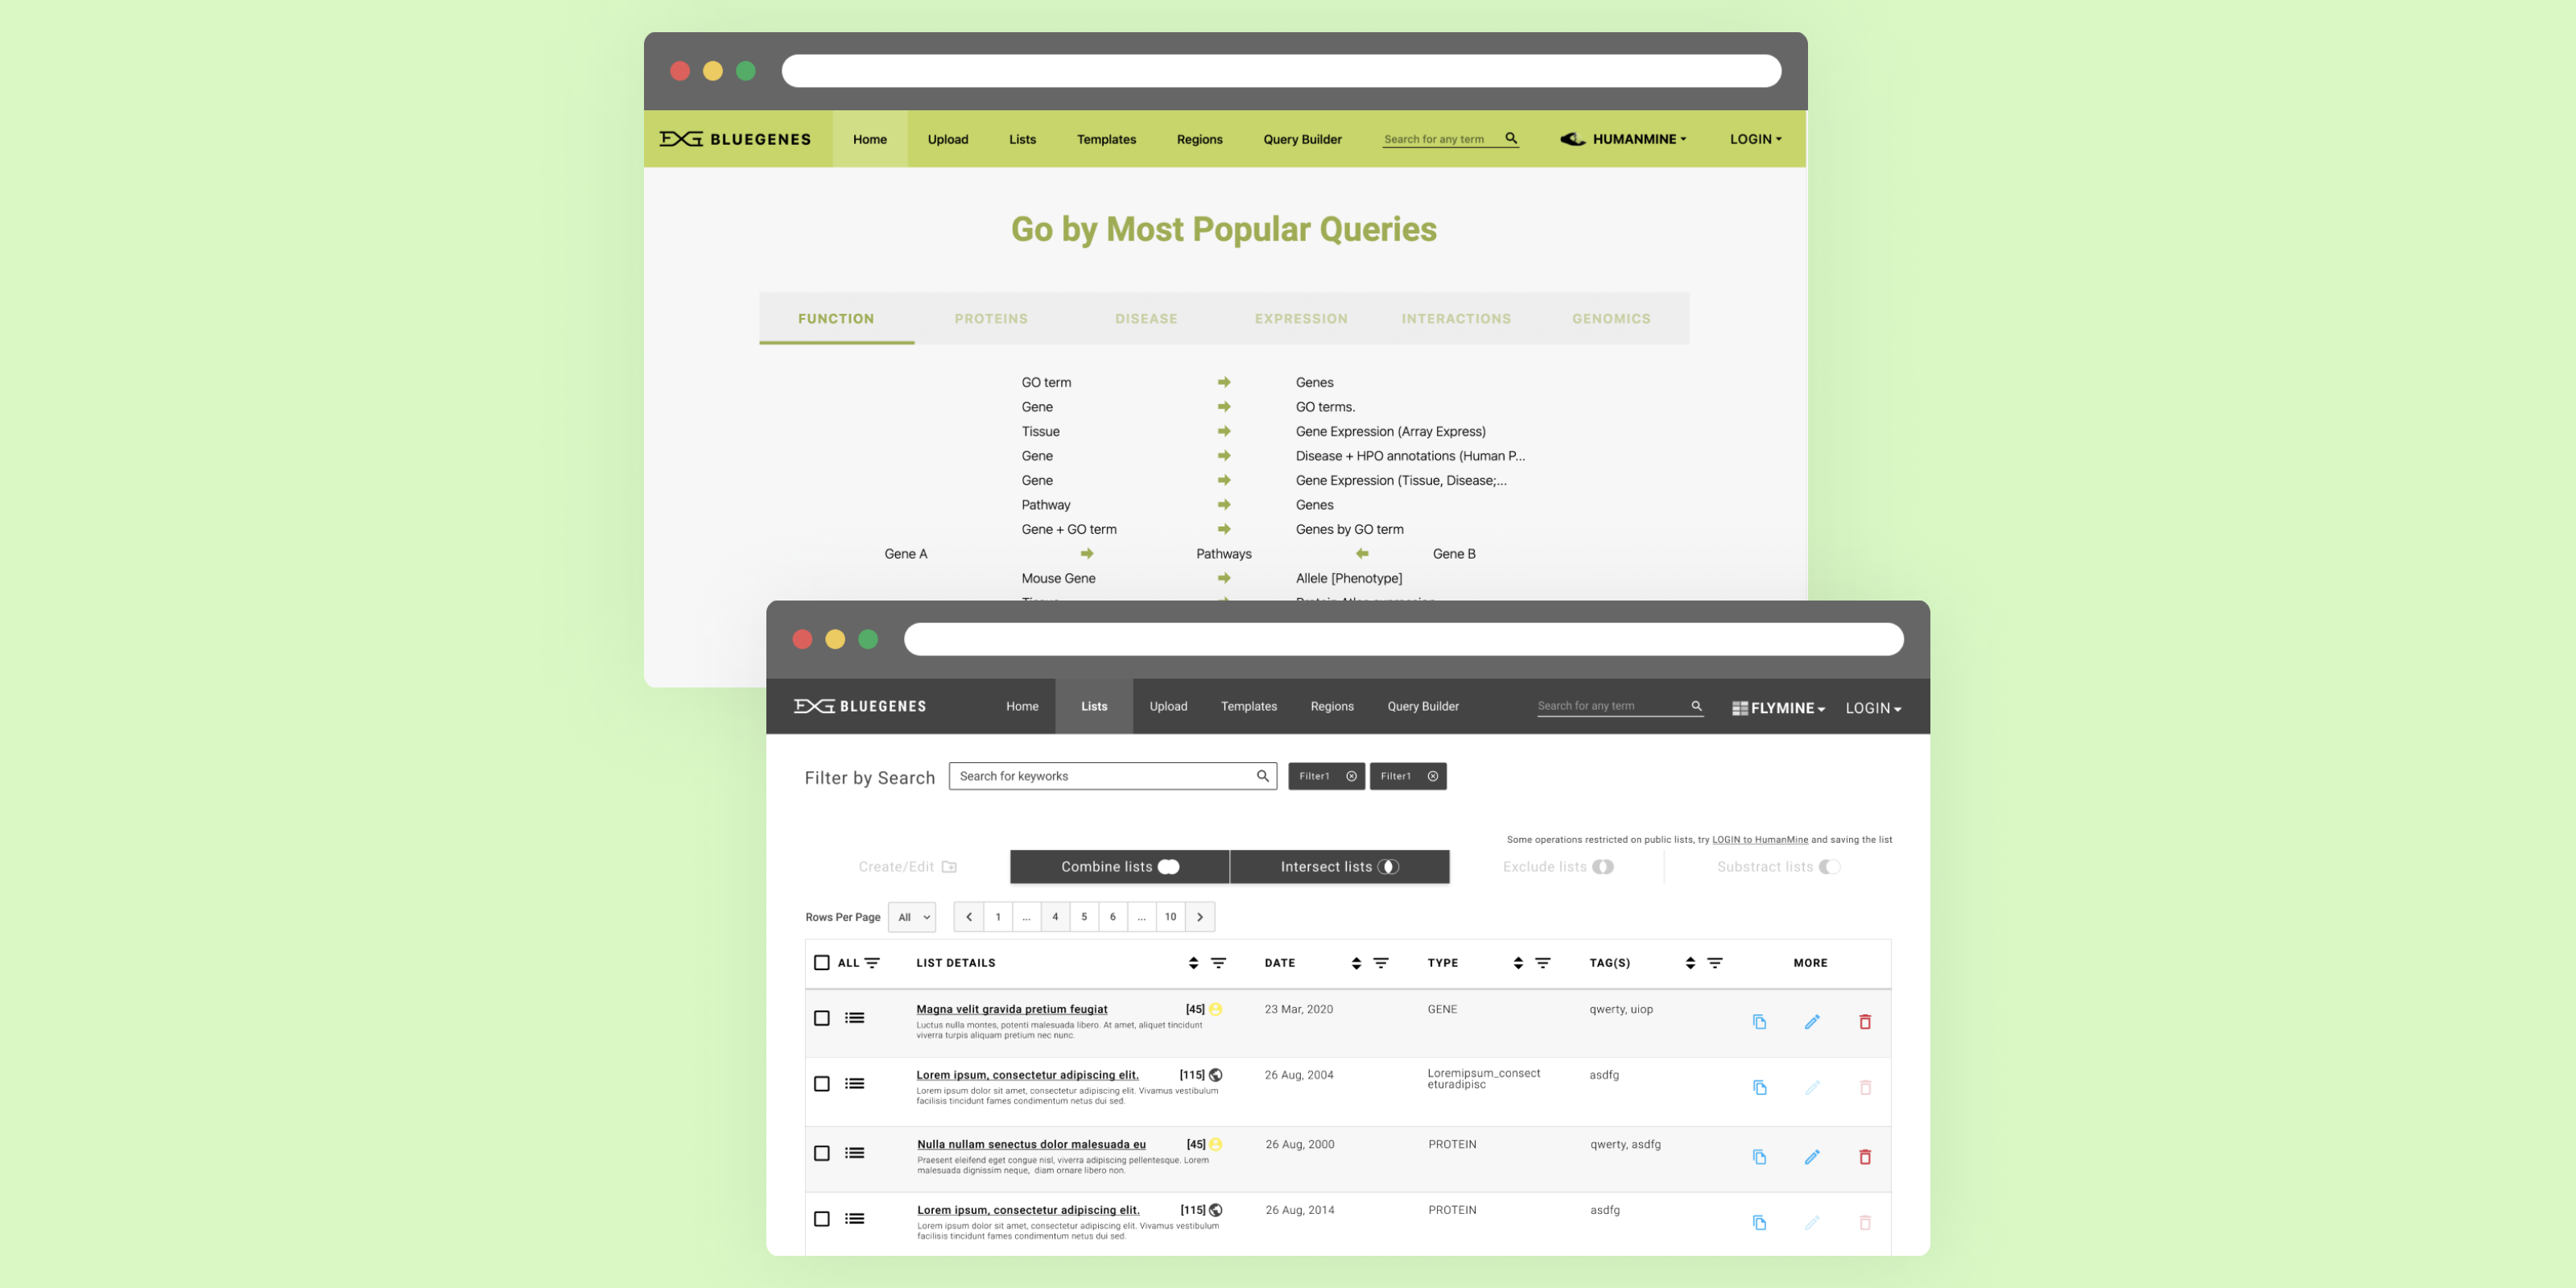 BLUEGENES Home Upload Lists Templates Regions Query Builder Search for any term HUMANMINE LOGIN
Go by Most Popular Queries
FUNCTION PROTEINS DISEASE EXPRESSION INTERACTIONS GENOMICS
GO term Genes
Gene GO terms.
Tissue Gene Expression (Array Express)
Gene Disease + HPO annotations (Human P...
Gene Gene Expression (Tissue, Disease;...
Pathway Genes
Gene + GO term Genes by GO term
Gene A Pathways Gene B
Mouse Gene Allele [Phenotype]
BLUEGENES Home Lists Upload Templates Regions Query Builder Search for any term FLYMINE LOGIN
Filter by Search Search for keyworks Filter1 Filter1
Some operations restricted on public lists, try LOGIN to HumanMine and saving the list
Create/Edit Combine lists Intersect lists Exclude lists Substract lists
Rows Per Page All 1 ... 4 5 6 ... 10
ALL LIST DETAILS DATE TYPE TAG(S) MORE
Magna velit gravida pretium feugiat [45] 23 Mar, 2020 GENE qwerty, uiop
Luctus nulla montes, potenti malesuada libero. At amet, aliquet tincidunt
viverra turpis aliquam pretium nec nunc.
Lorem ipsum, consectetur adipiscing elit. [115] 26 Aug, 2004 Loremipsum_consect asdfg
eturadipisc
Lorem ipsum dolor sit amet, consectetur adipiscing elit. Vivamus vestibulum
facilisis tincidunt fames condimentum netus dui sed.
Nulla nullam senectus dolor malesuada eu [45] 26 Aug, 2000 PROTEIN qwerty, asdfg
Praesent eleifend eget congue nisl, viverra adipiscing pellentesque. Lorem
malesuada dignissim neque, diam ornare libero non.
Lorem ipsum, consectetur adipiscing elit. [115] 26 Aug, 2014 PROTEIN asdfg
Lorem ipsum dolor sit amet, consectetur adipiscing elit. Vivamus vestibulum
facilisis tincidunt fames condimentum netus dui sed.